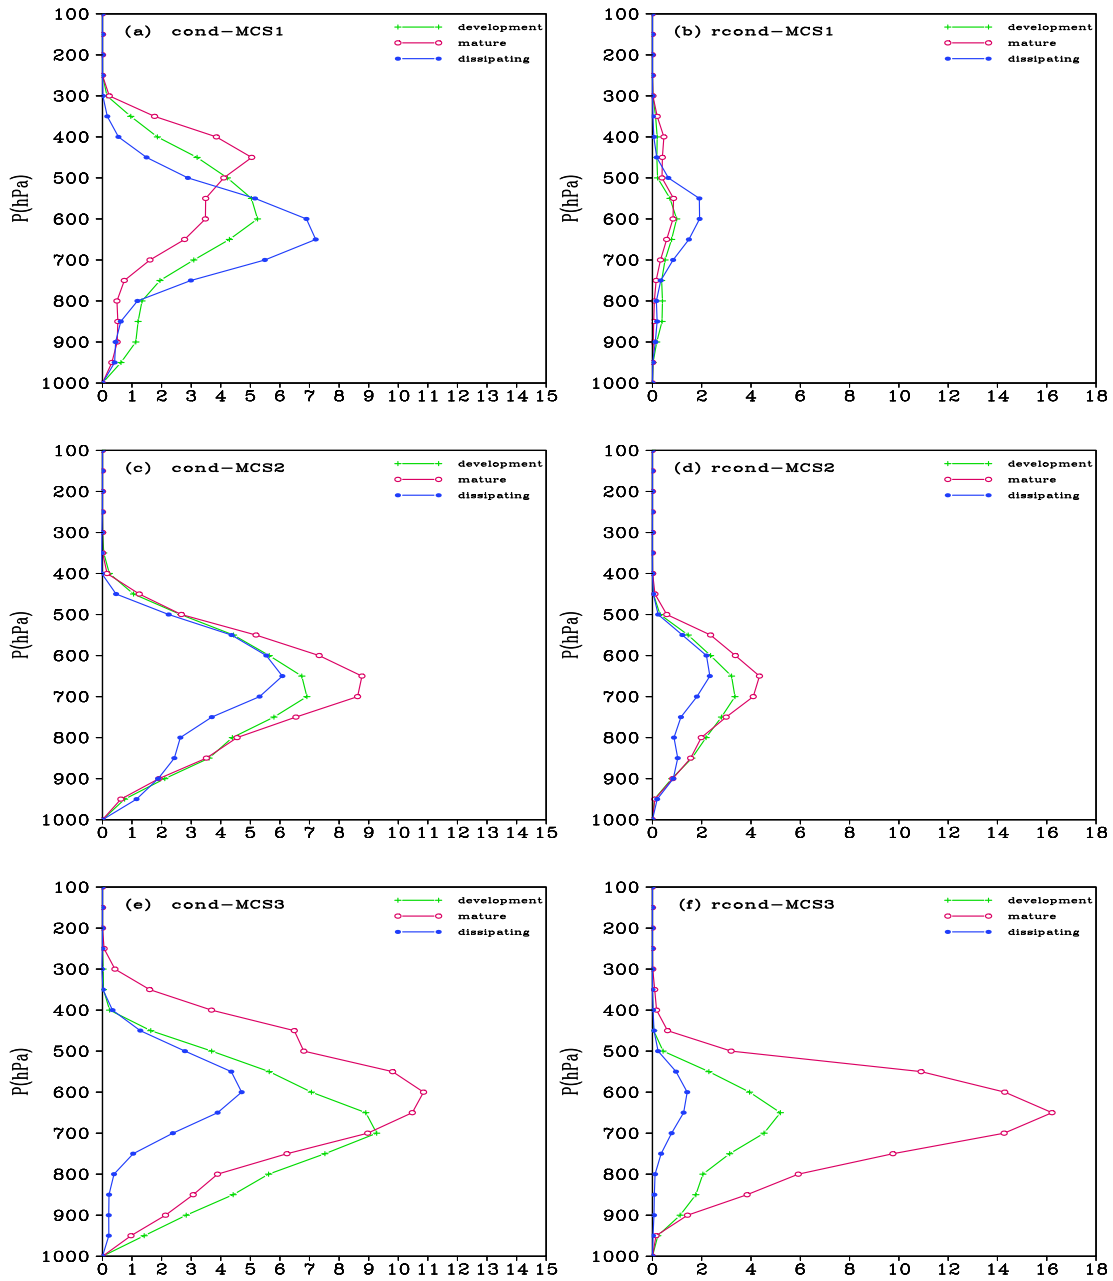 (a) cond-MCS1
development
mature
dissipating
P(hPa)
100
200
300
400
500
600
700
800
900
1000
0 1 2 3 4 5 6 7 8 9 10 11 12 13 14 15
(b) rcond-MCS1
development
mature
dissipating
P(hPa)
100
200
300
400
500
600
700
800
900
1000
0 2 4 6 8 10 12 14 16 18
(c) cond-MCS2
development
mature
dissipating
P(hPa)
100
200
300
400
500
600
700
800
900
1000
0 1 2 3 4 5 6 7 8 9 10 11 12 13 14 15
(d) rcond-MCS2
development
mature
dissipating
P(hPa)
100
200
300
400
500
600
700
800
900
1000
0 2 4 6 8 10 12 14 16 18
(e) cond-MCS3
development
mature
dissipating
P(hPa)
100
200
300
400
500
600
700
800
900
1000
0 1 2 3 4 5 6 7 8 9 10 11 12 13 14 15
(f) rcond-MCS3
development
mature
dissipating
P(hPa)
100
200
300
400
500
600
700
800
900
1000
0 2 4 6 8 10 12 14 16 18